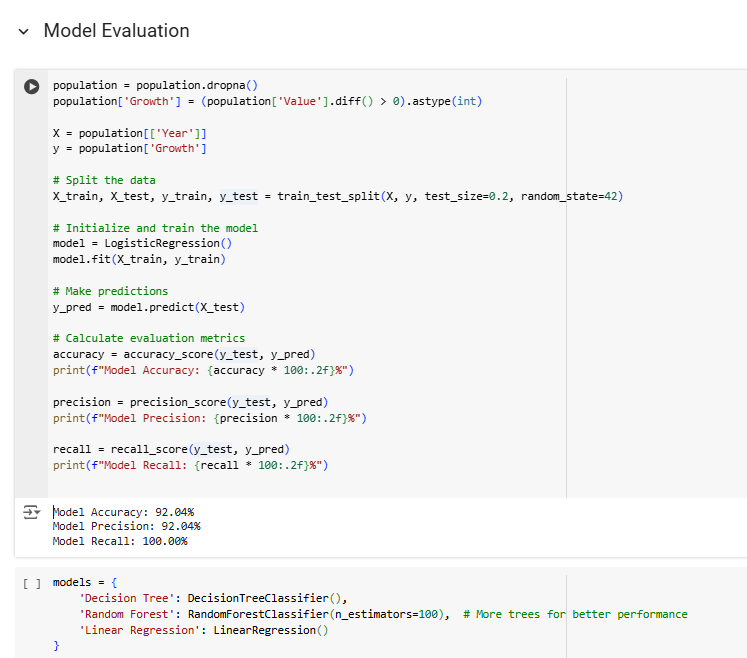 Model Evaluation
population = population.dropna()
population['Growth'] = (population['Value'].diff() > 0).astype(int)
X = population[['Year']]
y = population['Growth']
# Split the data
X_train, X_test, y_train, y_test = train_test_split(X, y, test_size=0.2, random_state=42)
# Initialize and train the model
model = LogisticRegression()
model.fit(X_train, y_train)
# Make predictions
y_pred = model.predict(X_test)
# Calculate evaluation metrics
accuracy = accuracy_score(y_test, y_pred)
print(f"Model Accuracy: {accuracy * 100:.2f}%")
precision = precision_score(y_test, y_pred)
print(f"Model Precision: {precision * 100:.2f}%")
recall = recall_score(y_test, y_pred)
print(f"Model Recall: {recall * 100:.2f}%")
Model Accuracy: 92.04%
Model Precision: 92.04%
Model Recall: 100.00%
[ ] models = {
    'Decision Tree': DecisionTreeClassifier(),
    'Random Forest': RandomForestClassifier(n_estimators=100),  # More trees for better performance
    'Linear Regression': LinearRegression()
}